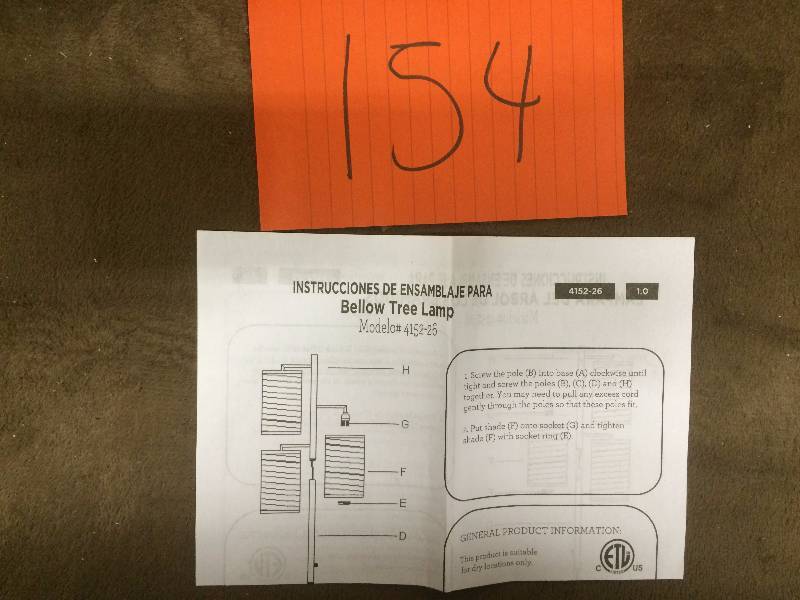 154
INSTRUCCIONES DE ENSAMBLAJE PARA
Bellow Tree Lamp
Modelo# 4152-26
4152-26 1.0
H
G
F
E
D
1. Screw the pole (B) into base (A) clockwise until
tight and screw the poles (B), (C), (D) and (H)
together. You may need to pull any exceex cord
gently through the poles so that these poles fit.
2. Put shade (F) onto socket (G) and tighten
shade (F) with socket ring (E)
GENERAL PRODUCT INFORMATION:
This product is suitable
for dry locations only.
C ETL US